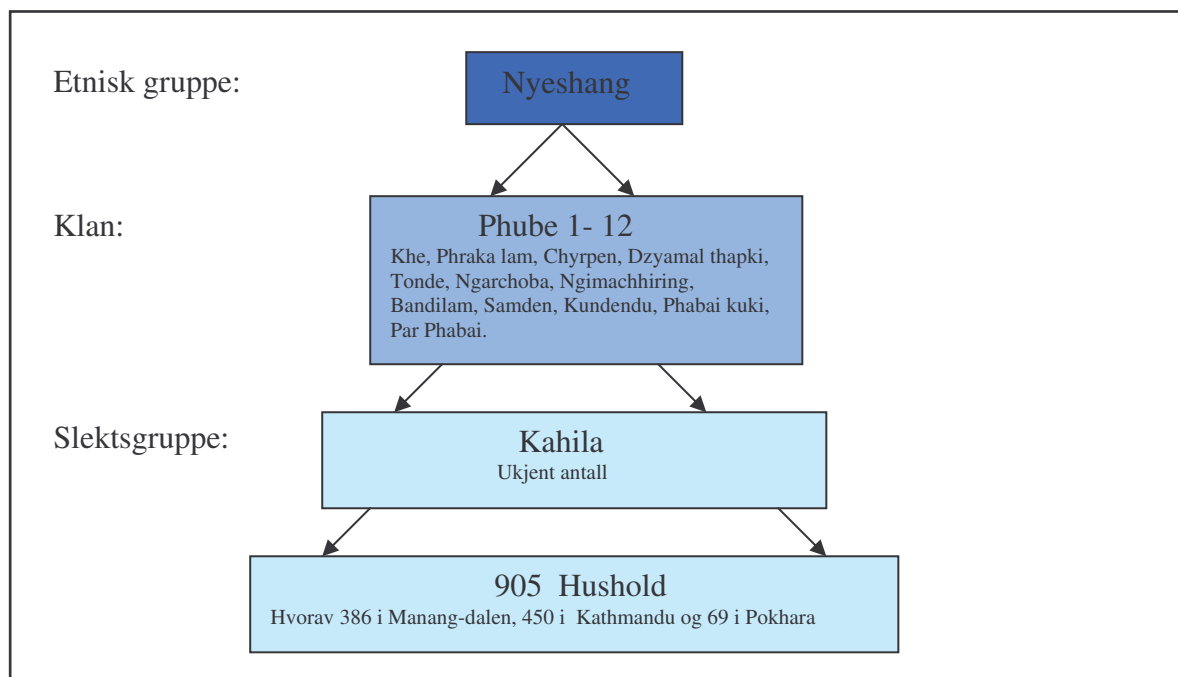 Etnisk gruppe:
Nyeshang
Klan:
Phube 1- 12
Khe, Phraka lam, Chyrpen, Dzyamal thapki,
Tonde, Ngarchoba, Ngimachhiring,
Bandilam, Samden, Kundendu, Phabai kuki,
Par Phabai.
Slektsgruppe:
Kahila
Ukjent antall
905 Hushold
Hvorav 386 i Manang-dalen, 450 i Kathmandu og 69 i Pokhara